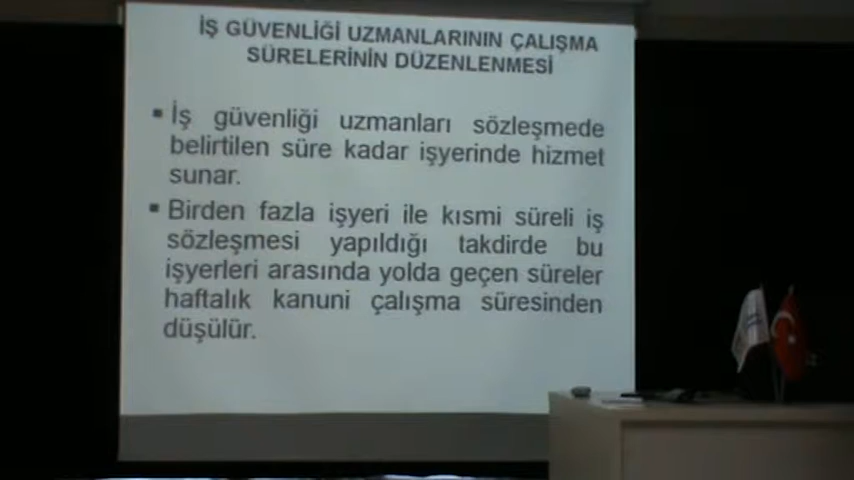 İŞ GÜVENLİĞİ UZMANLARININ ÇALIŞMA
SÜRELERİNİN DÜZENLENMESİ
▪ İş güvenliği uzmanları sözleşmede
belirtilen süre kadar işyerinde hizmet
sunar.
▪ Birden fazla işyeri ile kısmi süreli iş
sözleşmesi yapıldığı takdirde bu
işyerleri arasında yolda geçen süreler
haftalık kanuni çalışma süresinden
düşülür.